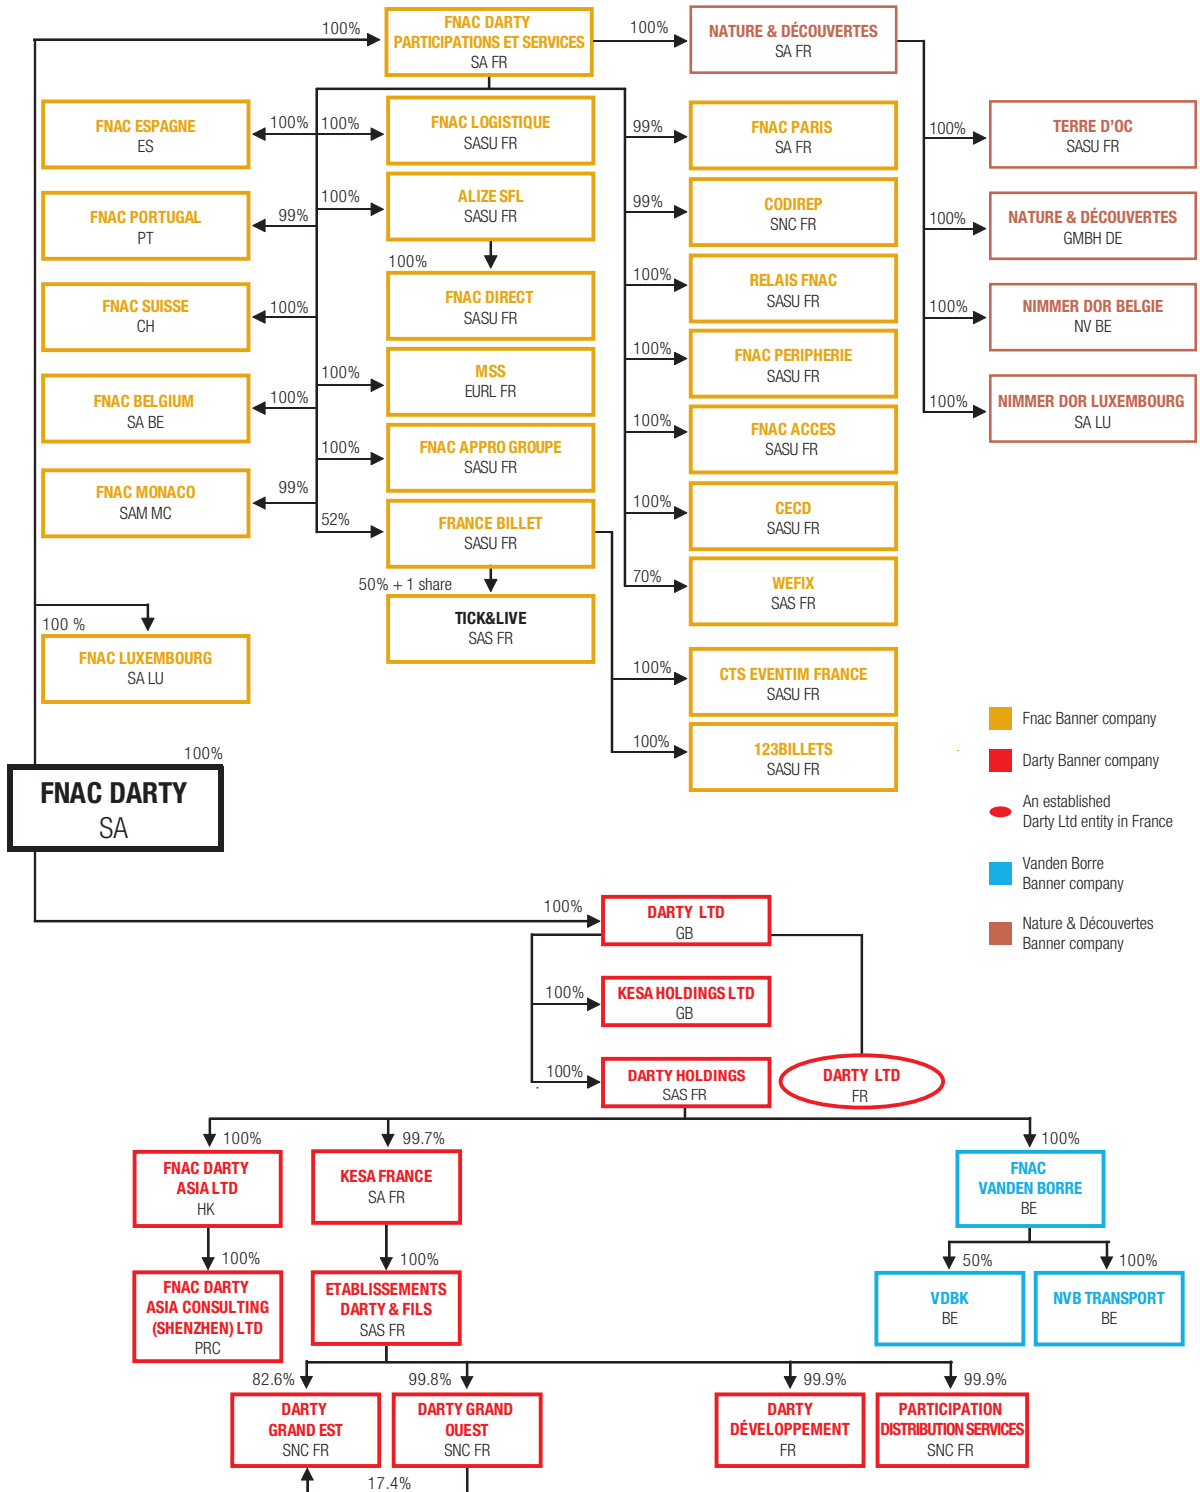 100%
FNAC DARTY
PARTICIPATIONS ET SERVICES
SA FR
100%
NATURE & DÉCOUVERTES
SA FR
FNAC ESPAGNE
ES
100%
100%
FNAC LOGISTIQUE
SASU FR
99%
FNAC PARIS
SA FR
100%
TERRE D'OC
SASU FR
FNAC PORTUGAL
PT
99%
100%
ALIZE SFL
SASU FR
99%
CODIREP
SNC FR
100%
NATURE & DÉCOUVERTES
GMBH DE
100%
FNAC DIRECT
SASU FR
100%
RELAIS FNAC
SASU FR
FNAC SUISSE
CH
100%
100%
NIMMER DOR BELGIE
NV BE
100%
MSS
EURL FR
100%
FNAC PERIPHERIE
SASU FR
FNAC BELGIUM
SA BE
100%
100%
NIMMER DOR LUXEMBOURG
SA LU
100%
FNAC APPRO GROUPE
SASU FR
100%
FNAC ACCES
SASU FR
FNAC MONACO
SAM MC
99%
52%
FRANCE BILLET
SASU FR
100%
CECD
SASU FR
50% + 1 share
TICK&LIVE
SAS FR
70%
WEFIX
SAS FR
100 %
FNAC LUXEMBOURG
SA LU
100%
CTS EVENTIM FRANCE
SASU FR
100%
123BILLETS
SASU FR
100%
FNAC DARTY
SA
Fnac Banner company
Darty Banner company
An established
Darty Ltd entity in France
Vanden Borre
Banner company
Nature & Découvertes
Banner company
100%
DARTY LTD
GB
100%
KESA HOLDINGS LTD
GB
100%
DARTY HOLDINGS
SAS FR
DARTY LTD
FR
100%
FNAC DARTY
ASIA LTD
HK
99.7%
KESA FRANCE
SA FR
100%
FNAC
VANDEN BORRE
BE
100%
FNAC DARTY
ASIA CONSULTING
(SHENZHEN) LTD
PRC
100%
ETABLISSEMENTS
DARTY & FILS
SAS FR
50%
VDBK
BE
100%
NVB TRANSPORT
BE
82.6%
DARTY
GRAND EST
SNC FR
99.8%
DARTY GRAND
OUEST
SNC FR
99.9%
DARTY
DÉVELOPPEMENT
FR
99.9%
PARTICIPATION
DISTRIBUTION SERVICES
SNC FR
17.4%